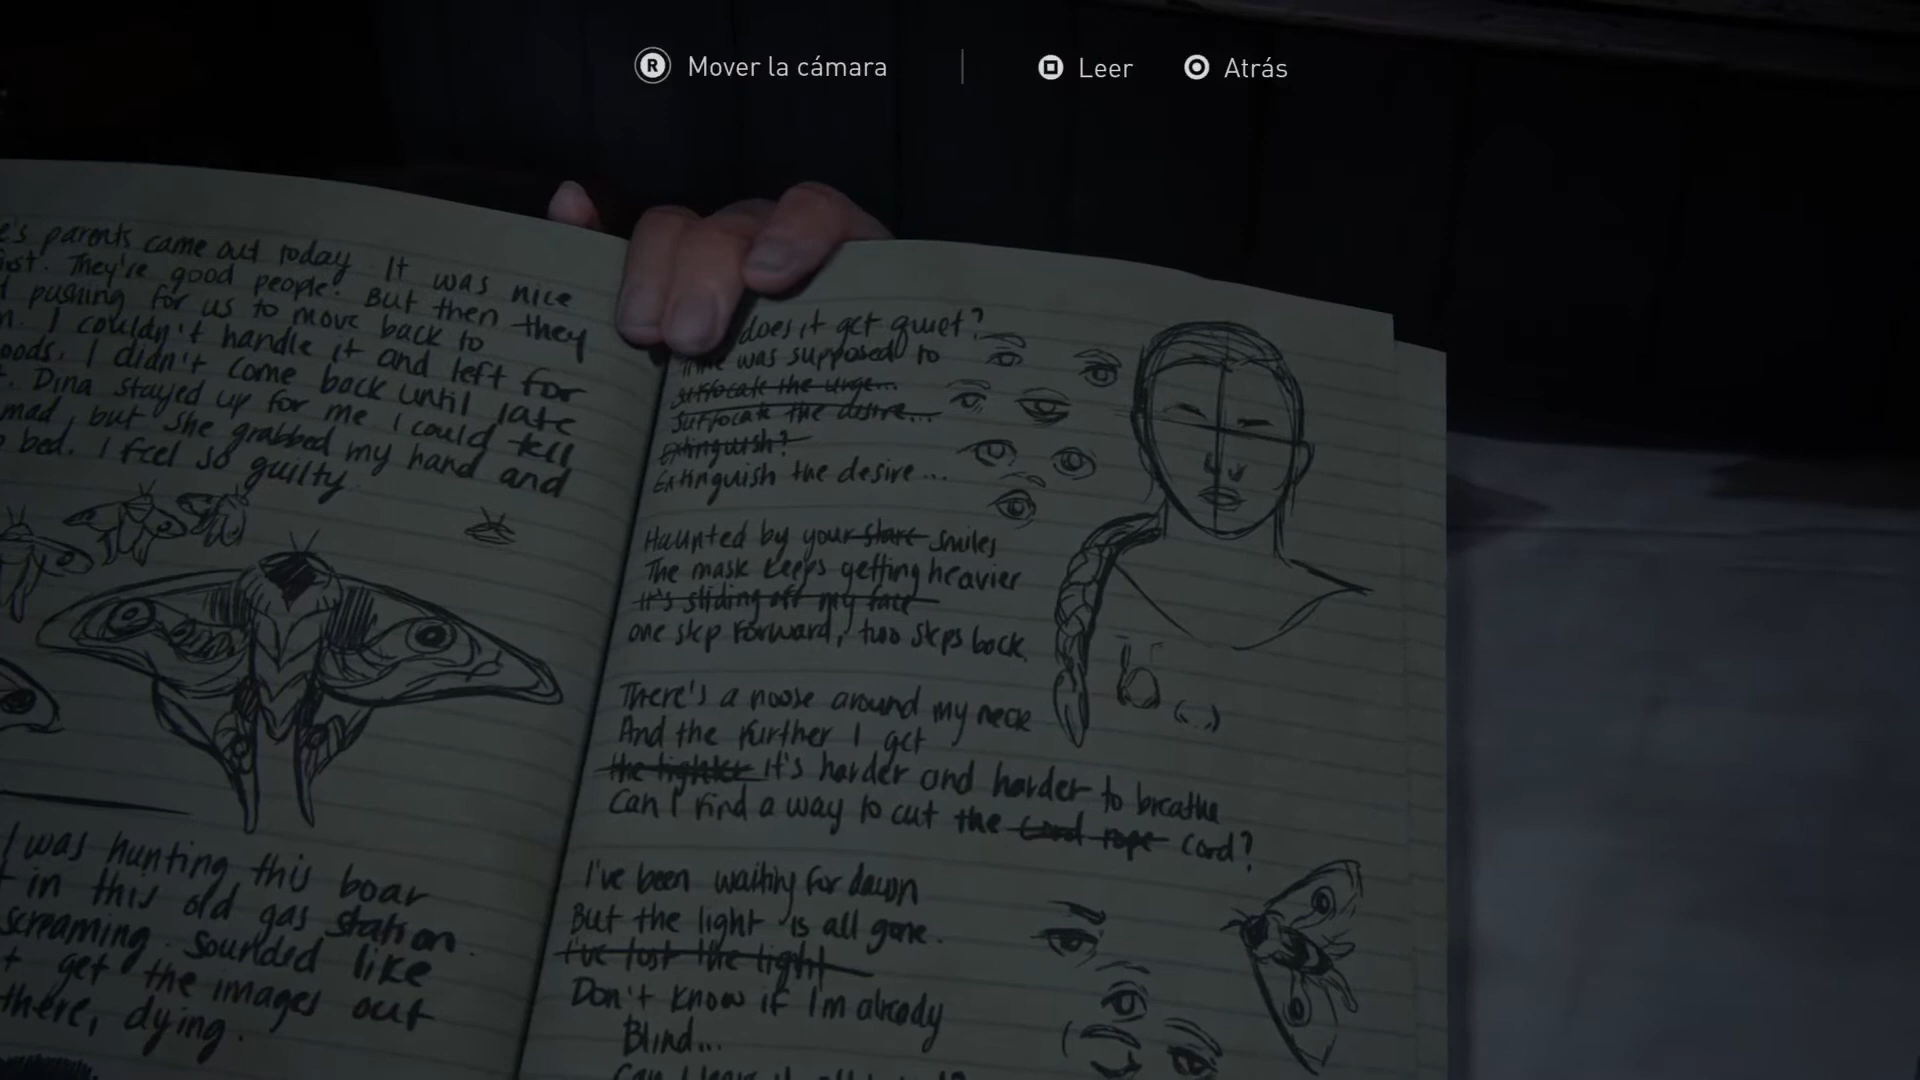 Mover la cámara
Leer
Atrás
e's parents came out today. It was nice
They're good people. But then they
pushing for us to move back to
I couldn't handle it and left for
oods. I didn't come back until late
Dina stayed up for me. I could tell
mad, but she grabbed my hand and
bed. I feel so guilty.
I was hunting this boar
in this old gas station.
screaming. Sounded like
get the images out
there, dying.
does it get quiet?
was supposed to
suffocate the urge...
Suffocate the desire...
Extinguish?
Extinguish the desire...
Haunted by your stare smiles
The mask keeps getting heavier
It's sliding off my face
one step forward, two steps back.
There's a noose around my neck
And the further I get
the tighter it's harder and harder to breathe
Can I find a way to cut the cord rope cord?
I've been waiting for dawn
But the light is all gone.
I've lost the light
Don't know if I'm already
Blind...